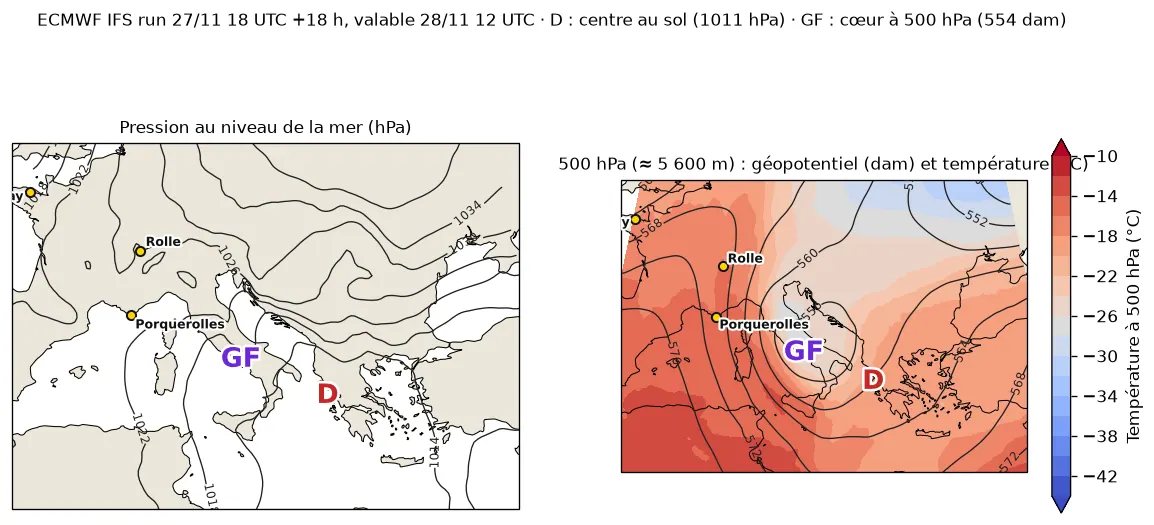 ECMWF IFS run 27/11 18 UTC +18 h, valable 28/11 12 UTC · D : centre au sol (1011 hPa) · GF : cœur à 500 hPa (554 dam)
Pression au niveau de la mer (hPa)
1022
1034
1026
Rolle
Porquerolles
GF
D
1022
1014
500 hPa (≈ 5 600 m) : géopotentiel (dam) et température
C)
568
552
560
Rolle
Porquerolles
GF
D
568
572
−10
−14
−18
−22
−26
−30
−34
−38
−42
Température à 500 hPa (°C)